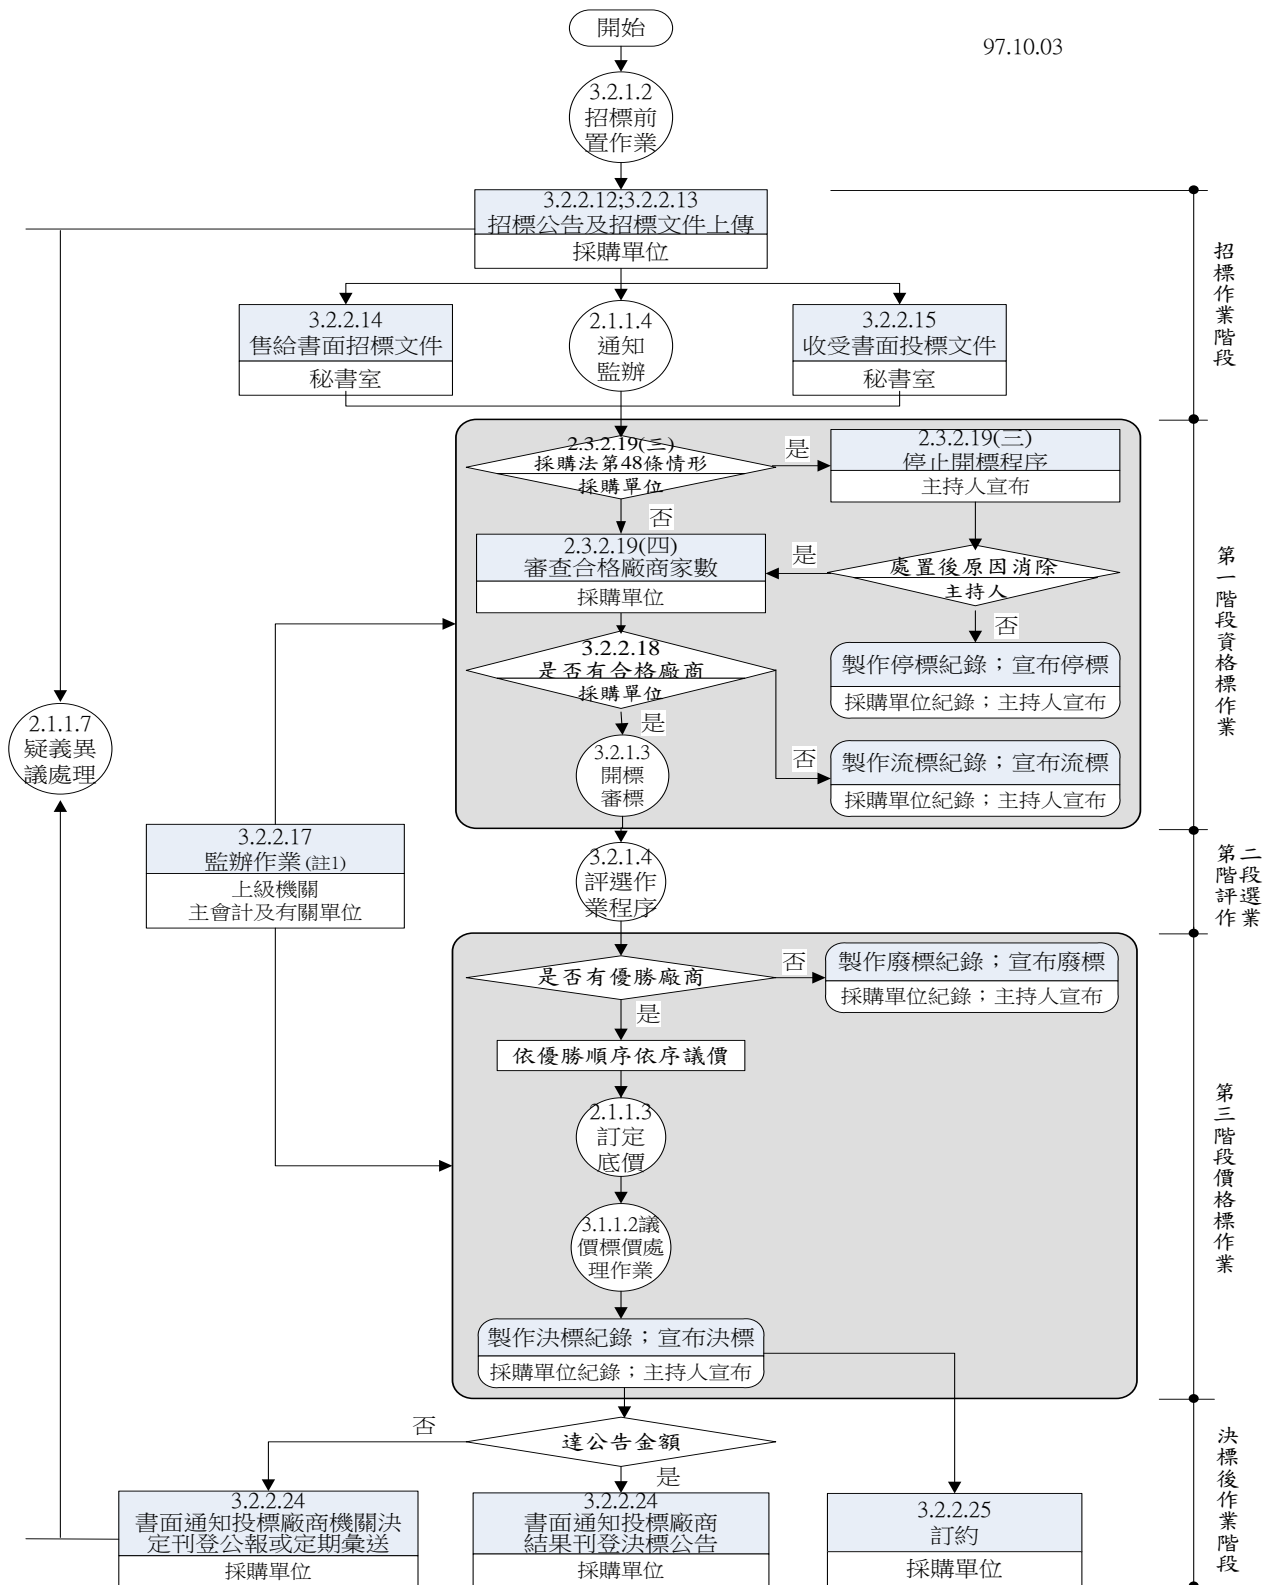 開始
97.10.03
3.2.1.2
招標前
置作業
3.2.2.12;3.2.2.13
招標公告及招標文件上傳
採購單位
招標作業階段
3.2.2.14
售給書面招標文件
秘書室
2.1.1.4
通知
監辦
3.2.2.15
收受書面投標文件
秘書室
2.3.2.19(三)
採購法第48條情形
採購單位
是
2.3.2.19(三)
停止開標程序
主持人宣布
否
2.3.2.19(四)
審查合格廠商家數
採購單位
是
處置後原因消除
主持人
否
第一階段資格標作業
3.2.2.18
是否有合格廠商
採購單位
製作停標紀錄；宣布停標
採購單位紀錄；主持人宣布
是
2.1.1.7
疑義異
議處理
3.2.1.3
開標
審標
否
製作流標紀錄；宣布流標
採購單位紀錄；主持人宣布
3.2.2.17
監辦作業(註1)
上級機關
主會計及有關單位
3.2.1.4
評選作
業程序
第二
階段
評選
作業
是否有優勝廠商
否
製作廢標紀錄；宣布廢標
採購單位紀錄；主持人宣布
是
依優勝順序依序議價
2.1.1.3
訂定
底價
第三階段價格標作業
3.1.1.2議
價標價處
理作業
製作決標紀錄；宣布決標
採購單位紀錄；主持人宣布
否
達公告金額
是
決標後作業階段
3.2.2.24
書面通知投標廠商機關決
定刊登公報或定期彙送
採購單位
3.2.2.24
書面通知投標廠商
結果刊登決標公告
採購單位
3.2.2.25
訂約
採購單位